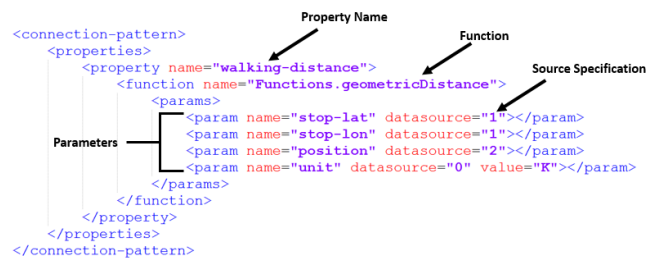 Property Name
<connection-pattern>
Function
<properties>
<property name="walking-distance">
Source Specification
<function name="Functions.geometricDistance">
<params>
<param name="stop-lat" datasource="1"></param>
<param name="stop-lon" datasource="1"></param>
Parameters
<param name="position" datasource="2"></param>
<param name="unit" datasource="0" value="K"></param>
</params>
</function>
</property>
</properties>
</connection-pattern>